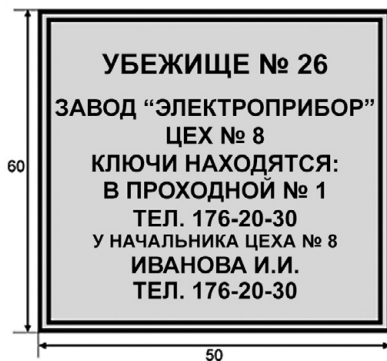 УБЕЖИЩЕ № 26
ЗАВОД “ЭЛЕКТРОПРИБОР”
ЦЕХ № 8
КЛЮЧИ НАХОДЯТСЯ:
В ПРОХОДНОЙ № 1
ТЕЛ. 176-20-30
У НАЧАЛЬНИКА ЦЕХА № 8
ИВАНОВА И.И.
ТЕЛ. 176-20-30
60
50